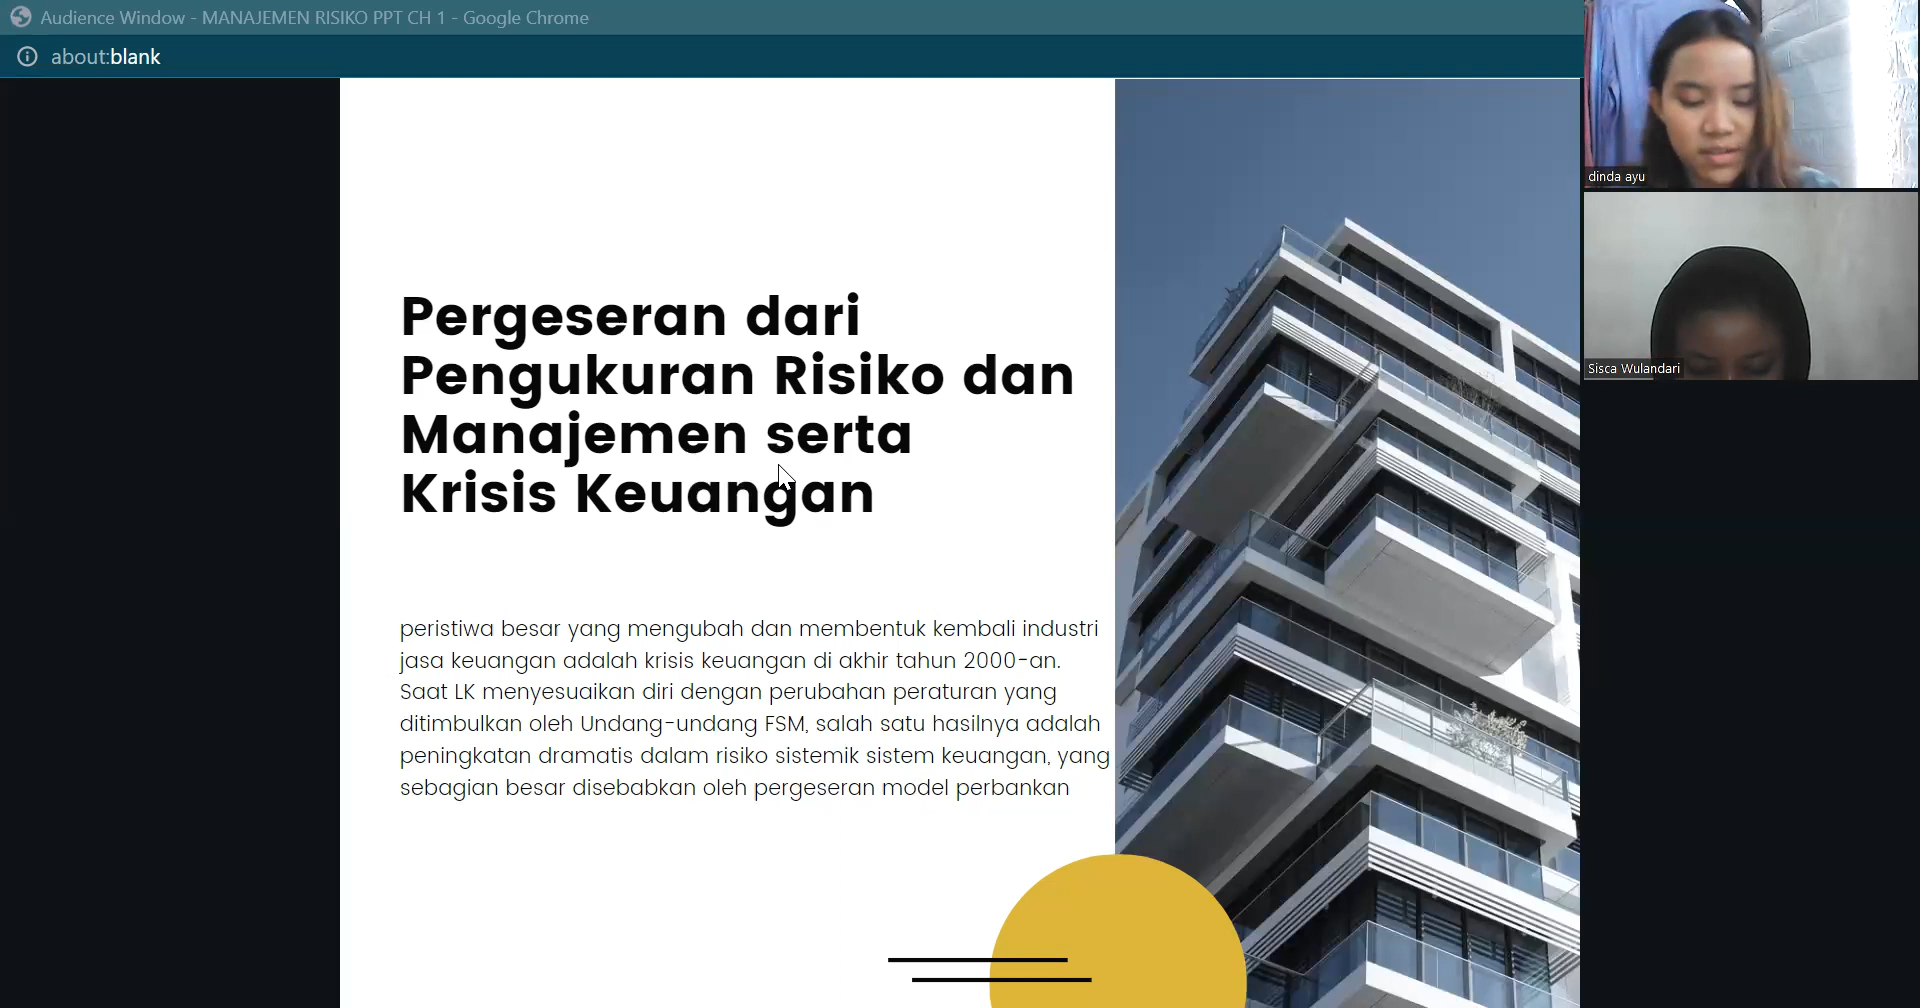 Audience Window - MANAJEMEN RISIKO PPT CH 1 - Google Chrome
about:blank
Pergeseran dari
Pengukuran Risiko dan
Manajemen serta
Krisis Keuangan
peristiwa besar yang mengubah dan membentuk kembali industri
jasa keuangan adalah krisis keuangan di akhir tahun 2000-an.
Saat LK menyesuaikan diri dengan perubahan peraturan yang
ditimbulkan oleh Undang-undang FSM, salah satu hasilnya adalah
peningkatan dramatis dalam risiko sistemik sistem keuangan, yang
sebagian besar disebabkan oleh pergeseran model perbankan
dinda ayu
Sisca Wulandari